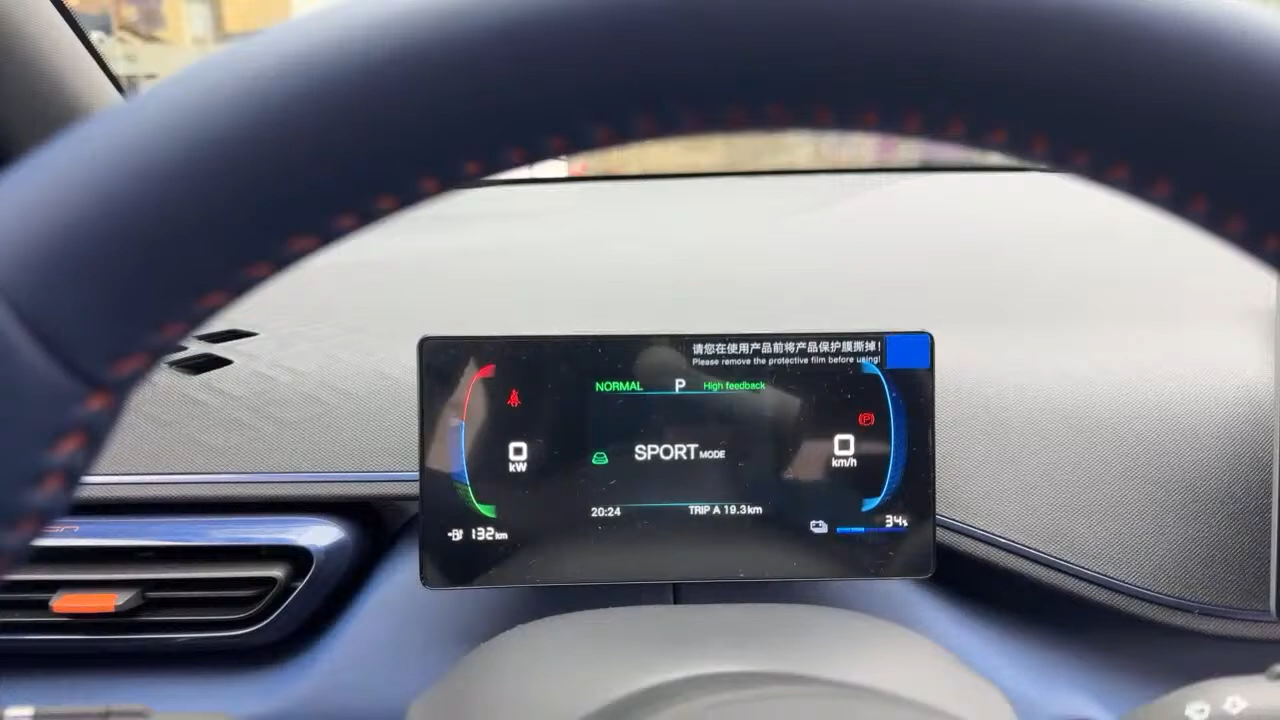 请您在使用产品前将产品保护膜撕掉!
Please remove the protective film before using!
NORMAL P High feedback
0 kW
SPORT MODE
0 km/h
20:24 TRIP A 19.3km
132km
34%